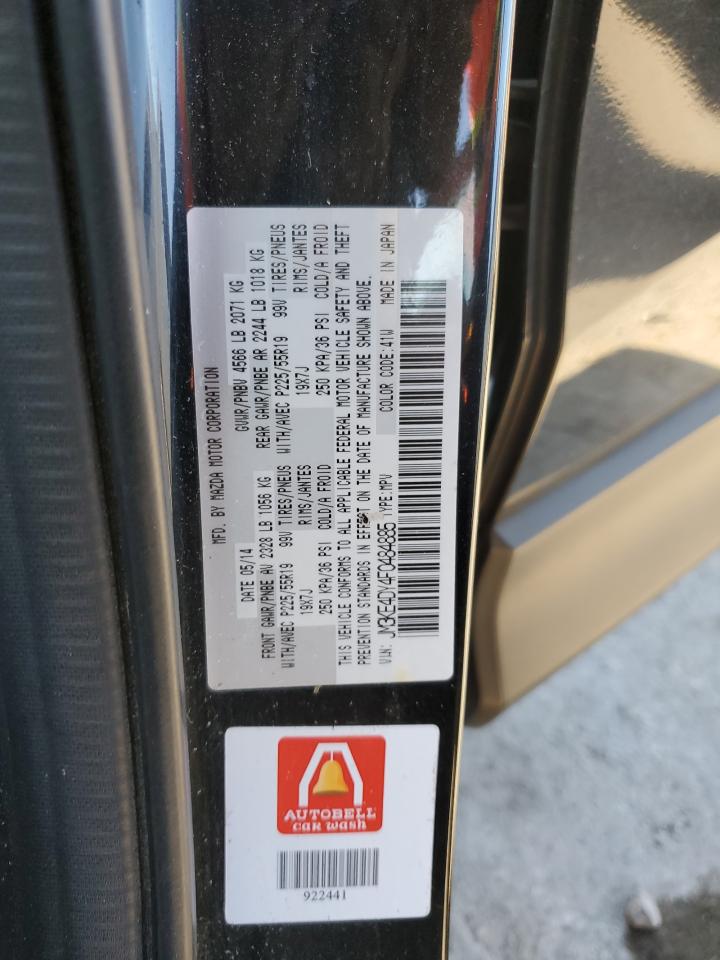 MFD. BY MAZDA MOTOR CORPORATION
DATE 05/14 GVWR/PNBV 4566 LB 2071 KG
FRONT GAWR/PNBE AV 2328 LB 1056 KG REAR GAWR/PNBE AR 2244 LB 1018 KG
WITH/AVEC P225/55R19 99V TIRES/PNEUS WITH/AVEC P225/55R19 99V TIRES/PNEUS
19X7J RIMS/JANTES 19X7J RIMS/JANTES
250 KPA/36 PSI COLD/A FROID 250 KPA/36 PSI COLD/A FROID
THIS VEHICLE CONFORMS TO ALL APPLICABLE FEDERAL MOTOR VEHICLE SAFETY AND THEFT
PREVENTION STANDARDS IN EFFECT ON THE DATE OF MANUFACTURE SHOWN ABOVE.
VIN: JM3KE4DY4F0484885 TYPE:MPV COLOR CODE:41W MADE IN JAPAN
AUTOBELL
car wash
922441